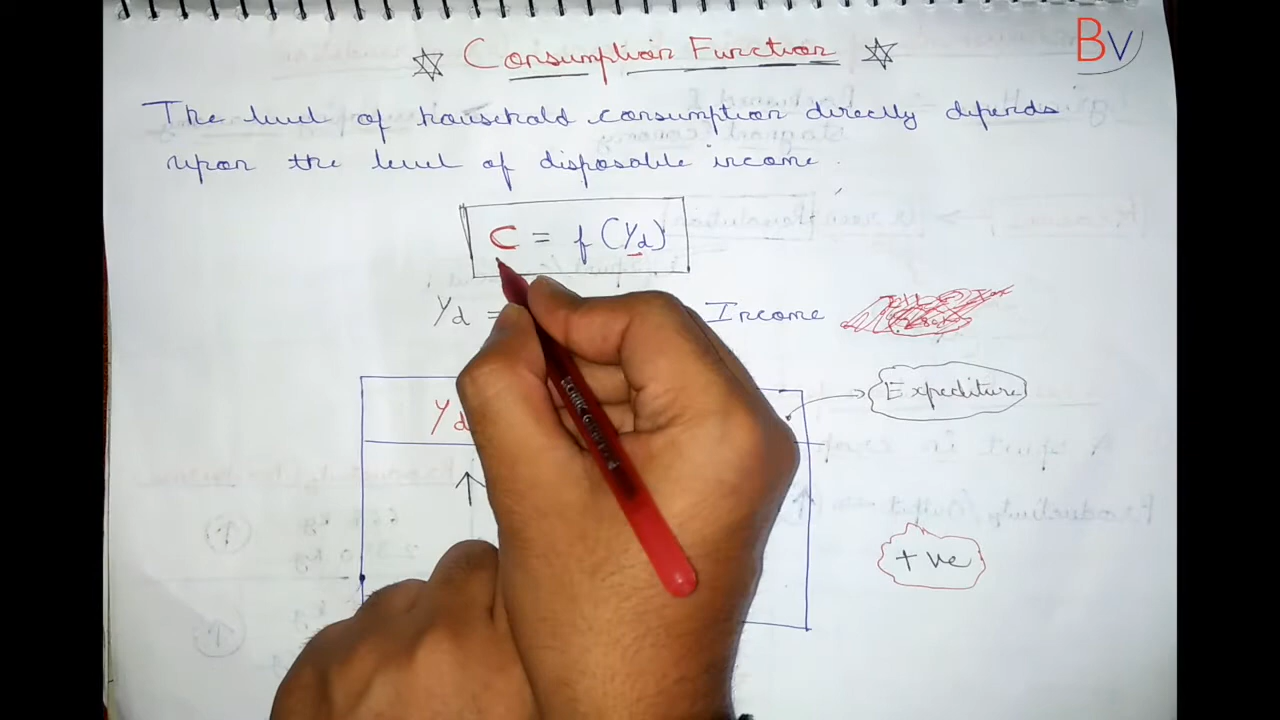 Consumption Function
BV
The level of household consumption directly depends
upon the level of disposable income.
C = f(Yd)
Yd = Income
Yd
Expediture
+ve